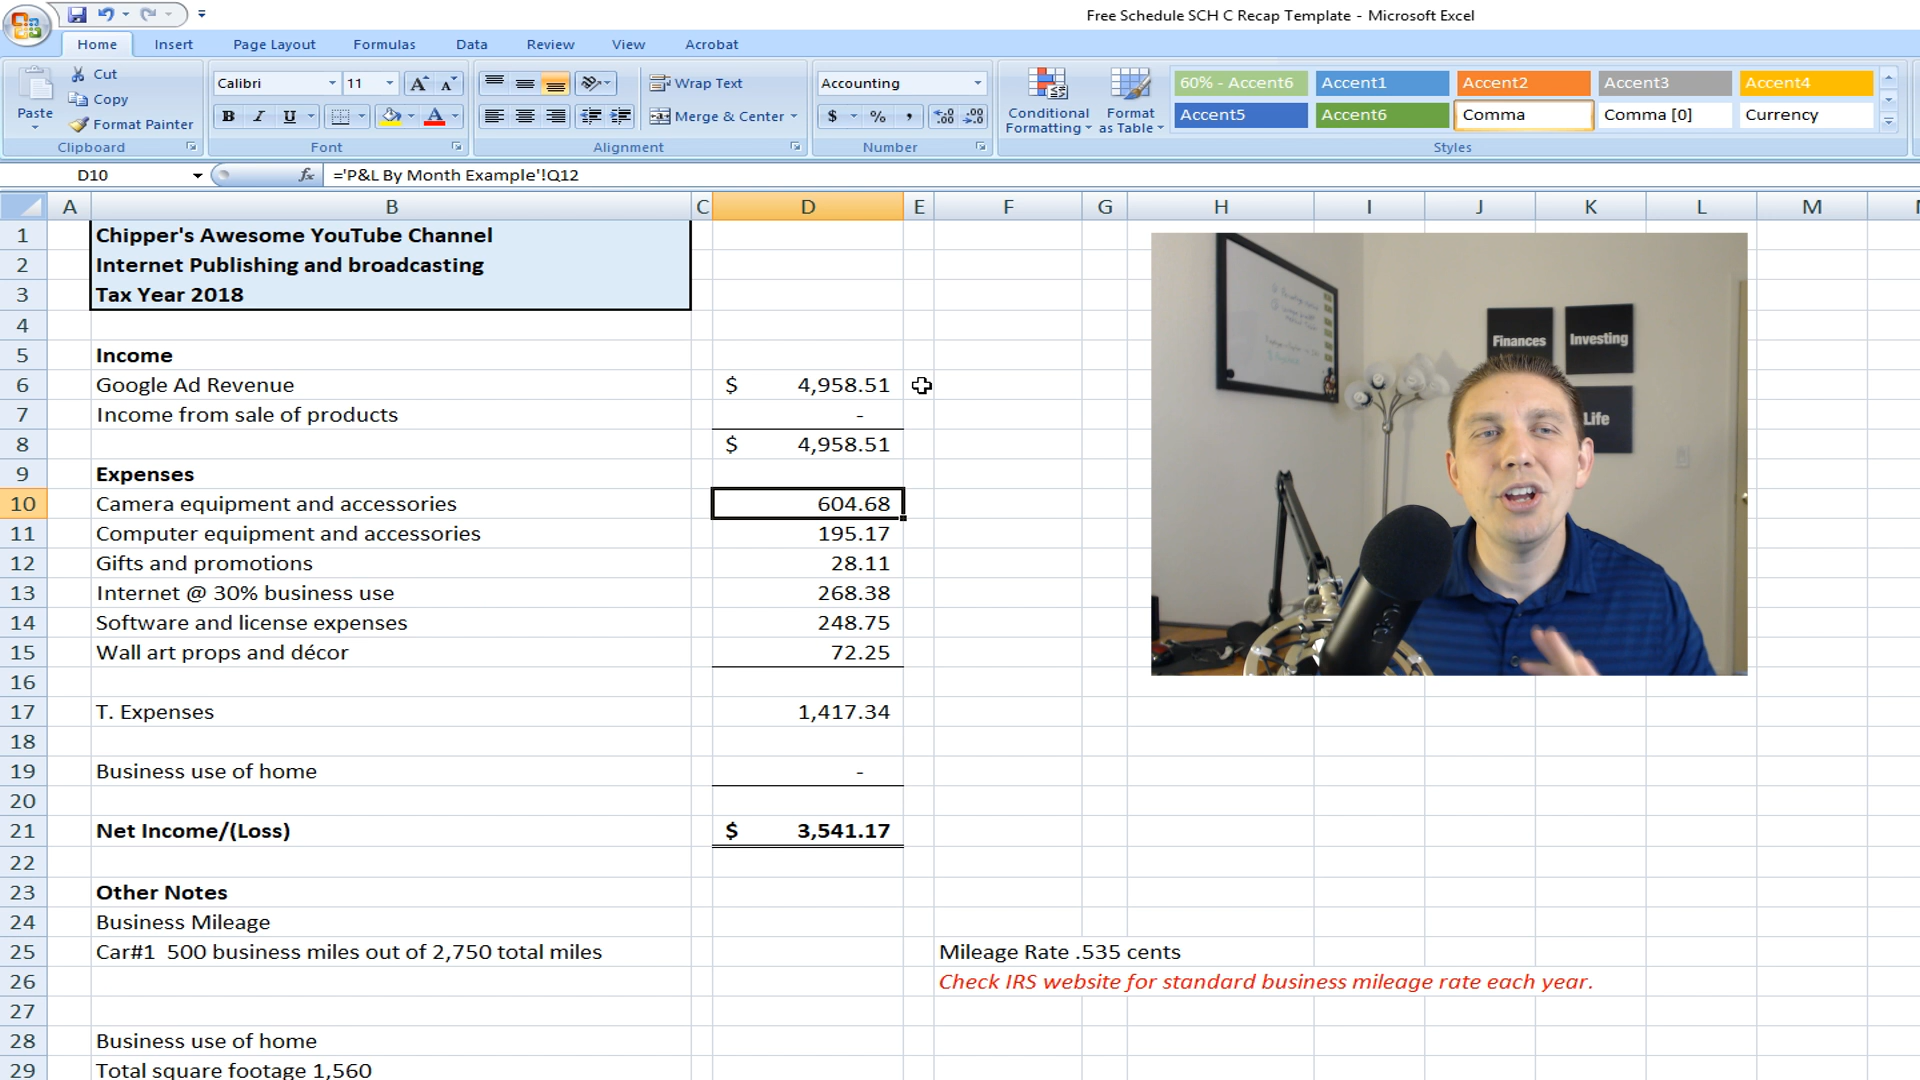 Free Schedule SCH C Recap Template - Microsoft Excel
Home Insert Page Layout Formulas Data Review View Acrobat
Paste
Cut
Copy
Format Painter
Clipboard
Calibri 11 A A
B I U A
Font
Wrap Text
Merge & Center
Alignment
Accounting
$ % , .00 .00
Number
Conditional Formatting
Format as Table
60% - Accent6 Accent1 Accent2 Accent3 Accent4
Accent5 Accent6 Comma Comma [0] Currency
Styles
D10 fx ='P&L By Month Example'!Q12
A B C D E F G H I J K L M
1 Chipper's Awesome YouTube Channel
2 Internet Publishing and broadcasting
3 Tax Year 2018
4
5 Income
6 Google Ad Revenue $ 4,958.51
7 Income from sale of products -
8 $ 4,958.51
9 Expenses
10 Camera equipment and accessories 604.68
11 Computer equipment and accessories 195.17
12 Gifts and promotions 28.11
13 Internet @ 30% business use 268.38
14 Software and license expenses 248.75
15 Wall art props and décor 72.25
16
17 T. Expenses 1,417.34
18
19 Business use of home -
20
21 Net Income/(Loss) $ 3,541.17
22
23 Other Notes
24 Business Mileage
25 Car#1 500 business miles out of 2,750 total miles Mileage Rate .535 cents
26 Check IRS website for standard business mileage rate each year.
27
28 Business use of home
29 Total square footage 1,560
Finances
Investing
Life